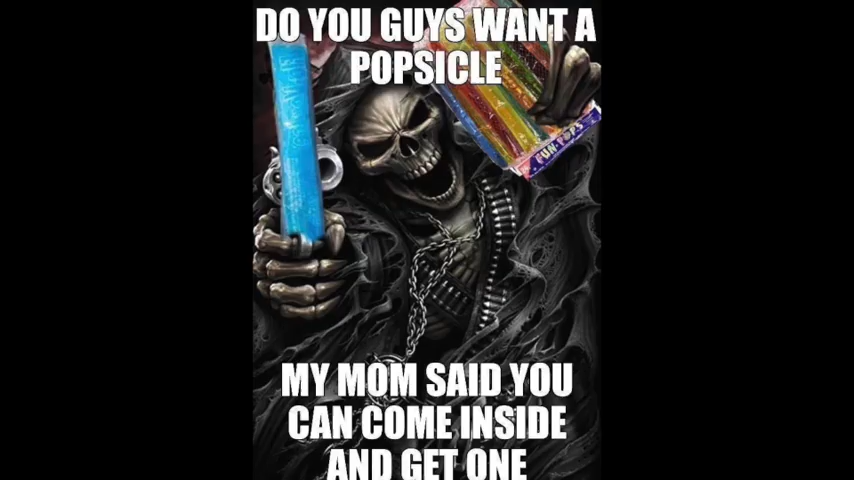 DO YOU GUYS WANT A
POPSICLE
FUN-POPS
MY MOM SAID YOU
CAN COME INSIDE
AND GET ONE